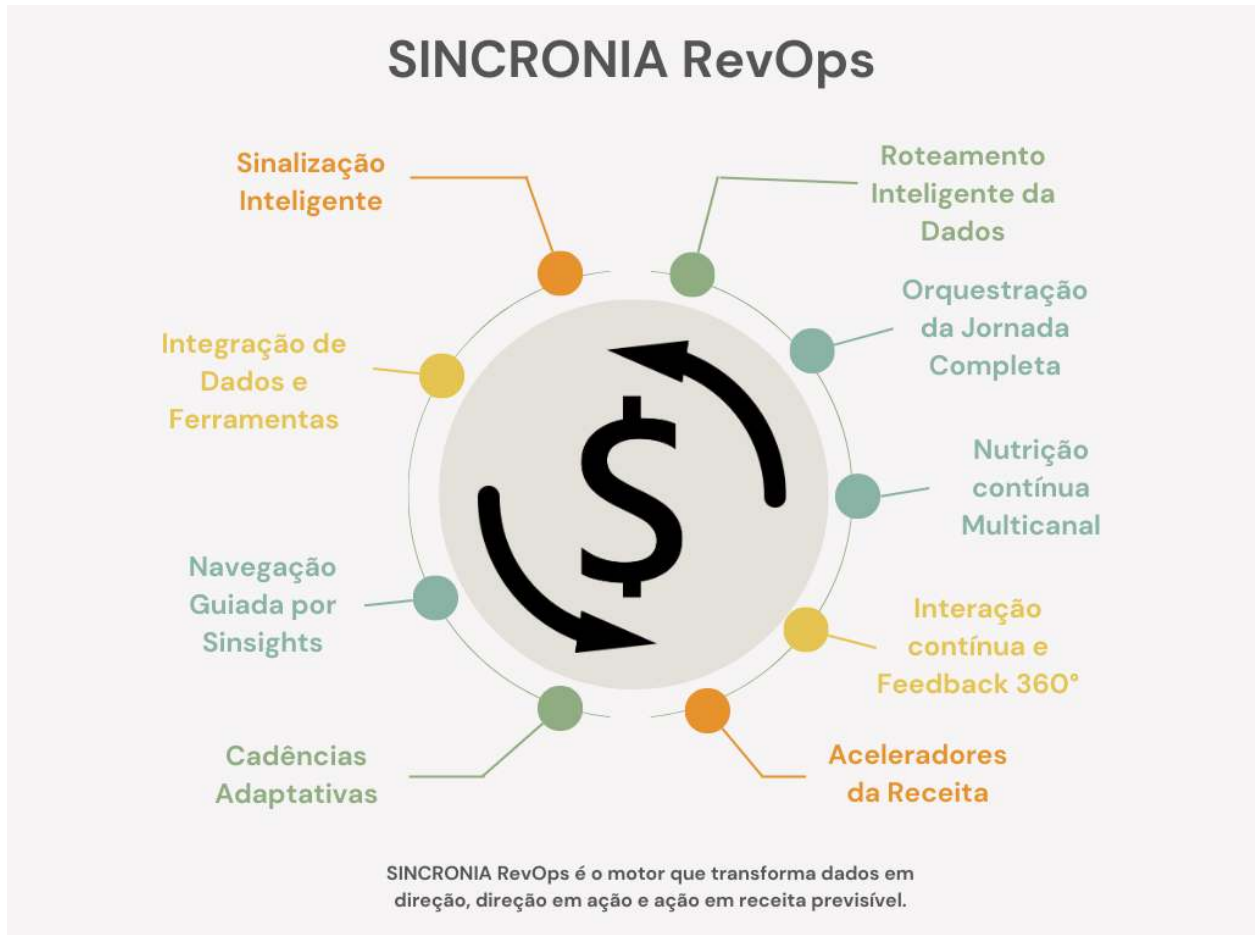 SINCRONIA RevOps
Sinalização
Inteligente
Integração de
Dados e
Ferramentas
Navegação
Guiada por
Sinsights
Cadências
Adaptativas
Roteamento
Inteligente da
Dados
Orquestração
da Jornada
Completa
Nutrição
contínua
Multicanal
Interação
contínua e
Feedback 360°
Aceleradores
da Receita
$
SINCRONIA RevOps é o motor que transforma dados em
direção, direção em ação e ação em receita previsível.